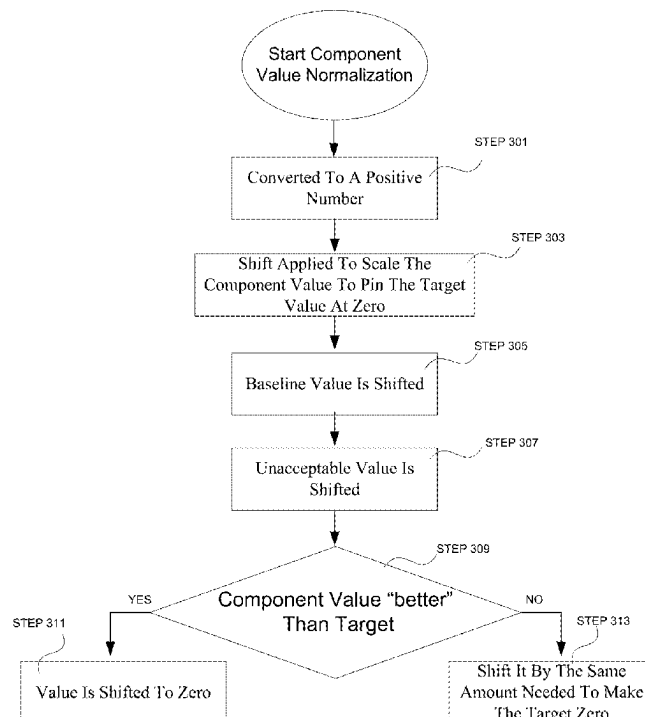 Start Component
Value Normalization
STEP 301
Converted To A Positive
Number
STEP 303
Shift Applied To Scale The
Component Value To Pin The Target
Value At Zero
STEP 305
Baseline Value Is Shifted
STEP 307
Unacceptable Value Is
Shifted
STEP 309
Component Value “better”
Than Target
YES
NO
STEP 311
Value Is Shifted To Zero
STEP 313
Shift It By The Same
Amount Needed To Make
The Target Zero